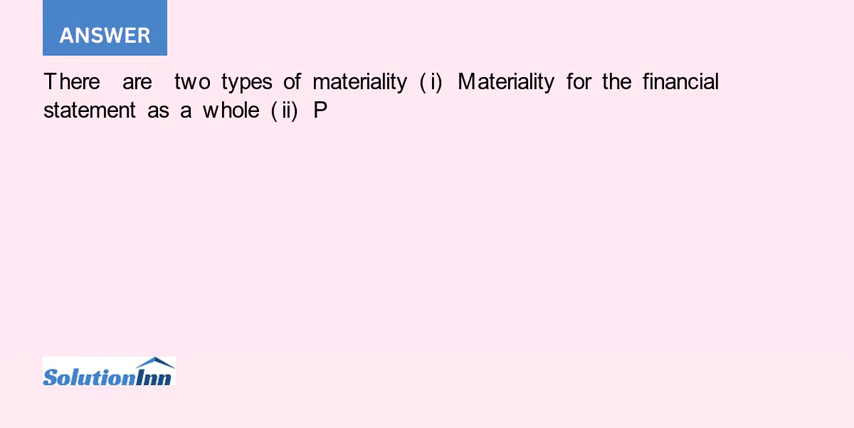 ANSWER
There are two types of materiality (i) Materiality for the financial
statement as a whole (ii) P
SolutionInn